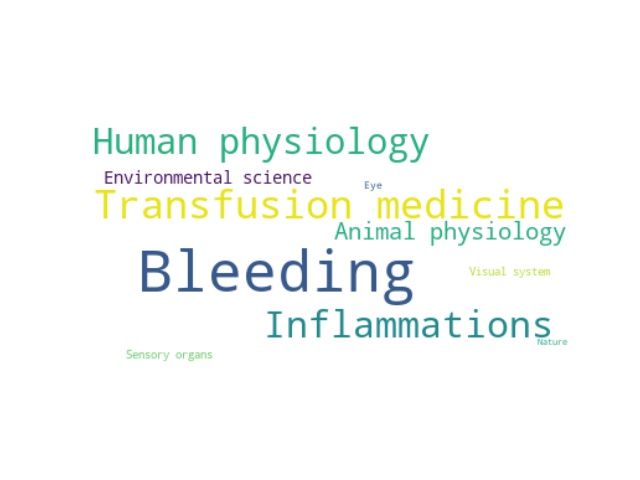 Human physiology
Environmental science
Eye
Transfusion medicine
Animal physiology
Bleeding
Visual system
Inflammations
Nature
Sensory organs